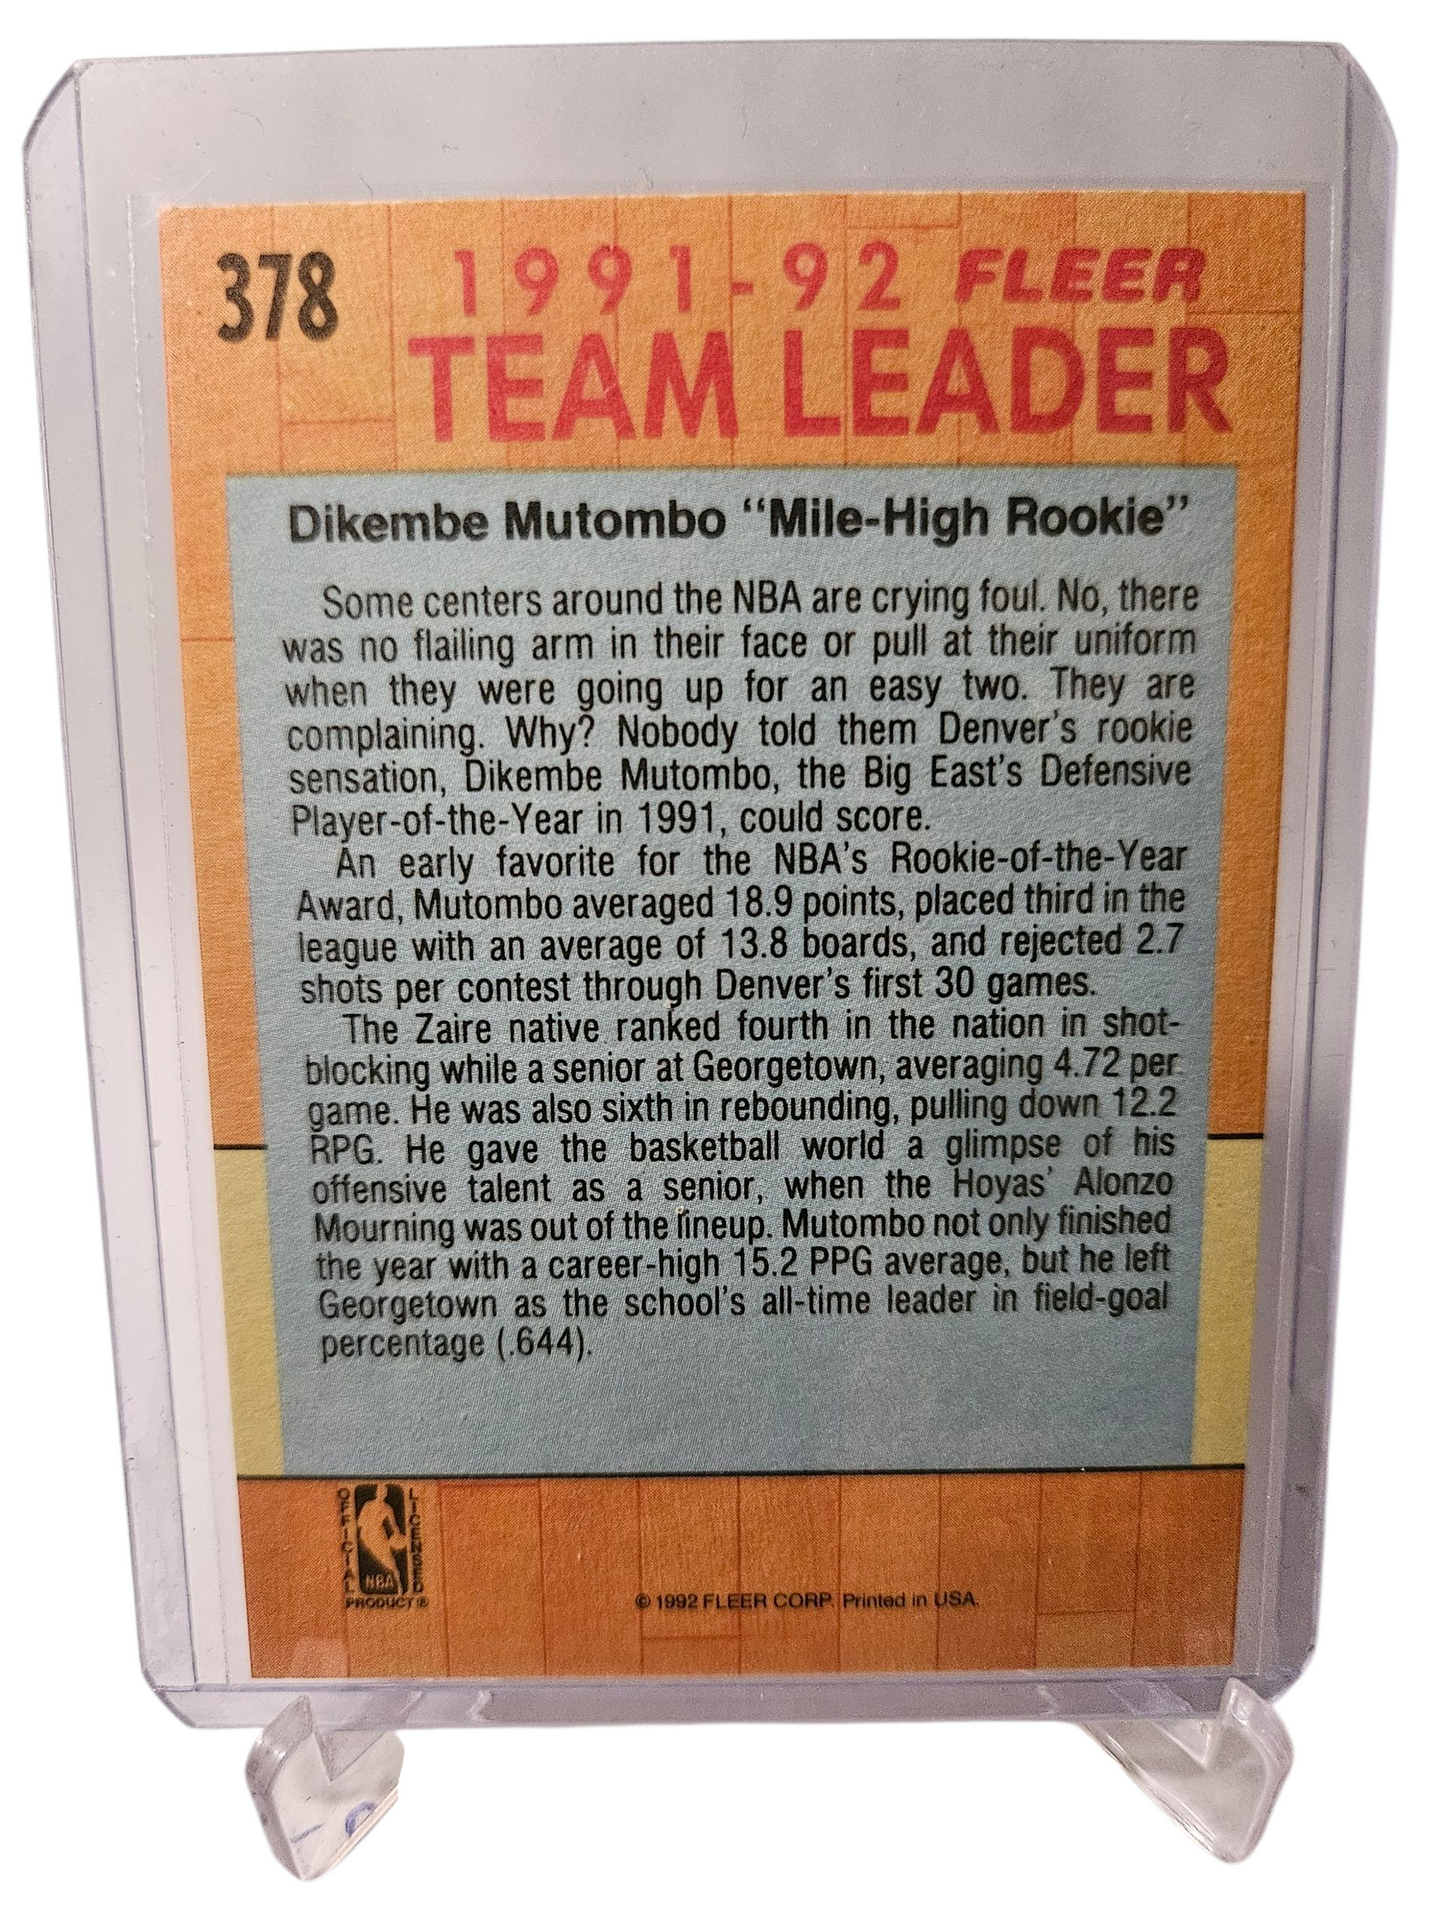 378
1991-92 FLEER
TEAM LEADER
Dikembe Mutombo “Mile-High Rookie”
Some centers around the NBA are crying foul. No, there
was no flailing arm in their face or pull at their uniform
when they were going up for an easy two. They are
complaining. Why? Nobody told them Denver's rookie
sensation, Dikembe Mutombo, the Big East's Defensive
Player-of-the-Year in 1991, could score.
An early favorite for the NBA's Rookie-of-the-Year
Award, Mutombo averaged 18.9 points, placed third in the
league with an average of 13.8 boards, and rejected 2.7
shots per contest through Denver's first 30 games.
The Zaire native ranked fourth in the nation in shot-
blocking while a senior at Georgetown, averaging 4.72 per
game. He was also sixth in rebounding, pulling down 12.2
RPG. He gave the basketball world a glimpse of his
offensive talent as a senior, when the Hoyas' Alonzo
Mourning was out of the lineup. Mutombo not only finished
the year with a career-high 15.2 PPG average, but he left
Georgetown as the school's all-time leader in field-goal
percentage (.644).
OFFICIAL
LICENSED
NBA
PRODUCT ®
© 1992 FLEER CORP. Printed in USA.